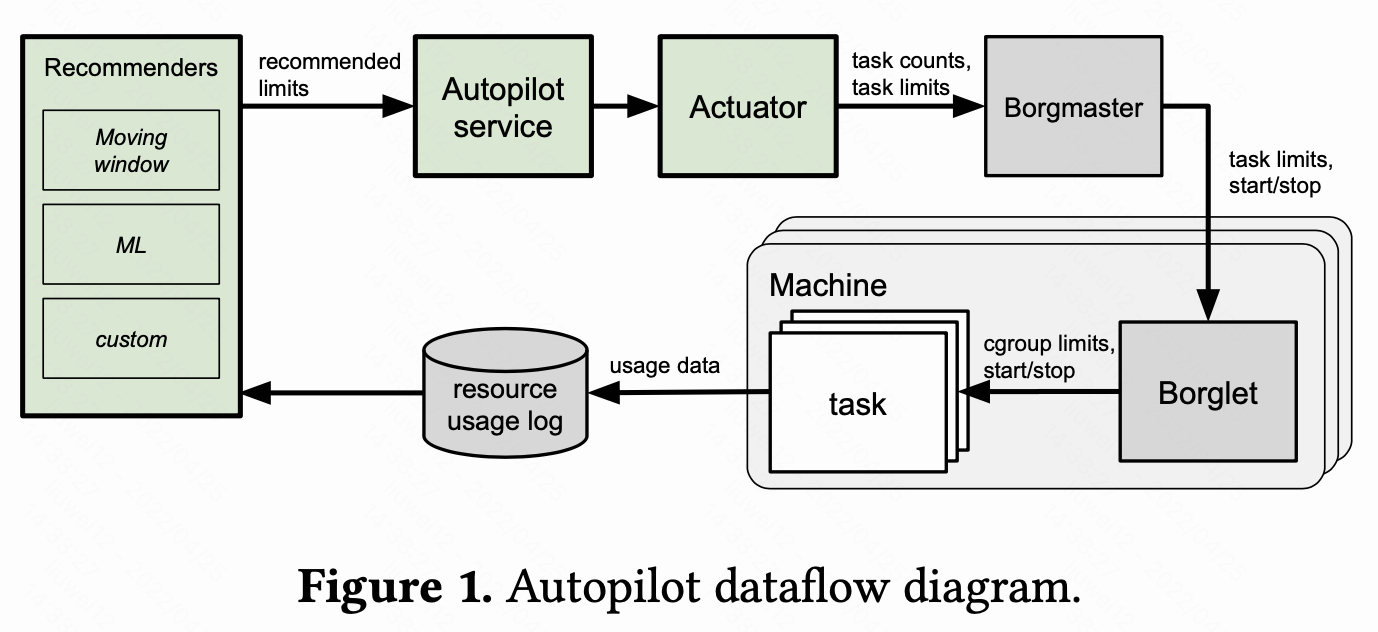 Recommenders
Moving
window
ML
custom
recommended
limits
Autopilot
service
Actuator
task counts,
task limits
Borgmaster
task limits,
start/stop
Machine
task
cgroup limits,
start/stop
Borglet
usage data
resource
usage log
Figure 1. Autopilot dataflow diagram.